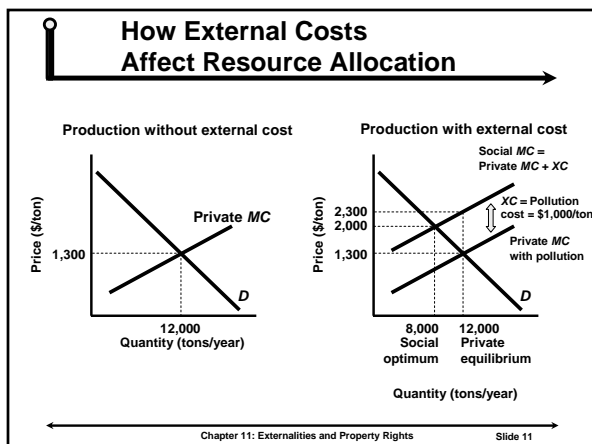 How External Costs
Affect Resource Allocation
Production without external cost
Price ($/ton)
1,300
Private MC
D
12,000
Quantity (tons/year)
Production with external cost
Social MC =
Private MC + XC
XC = Pollution
cost = $1,000/ton
Price ($/ton)
2,300
2,000
1,300
Private MC
with pollution
D
8,000
12,000
Social
optimum
Private
equilibrium
Quantity (tons/year)
Chapter 11: Externalities and Property Rights
Slide 11